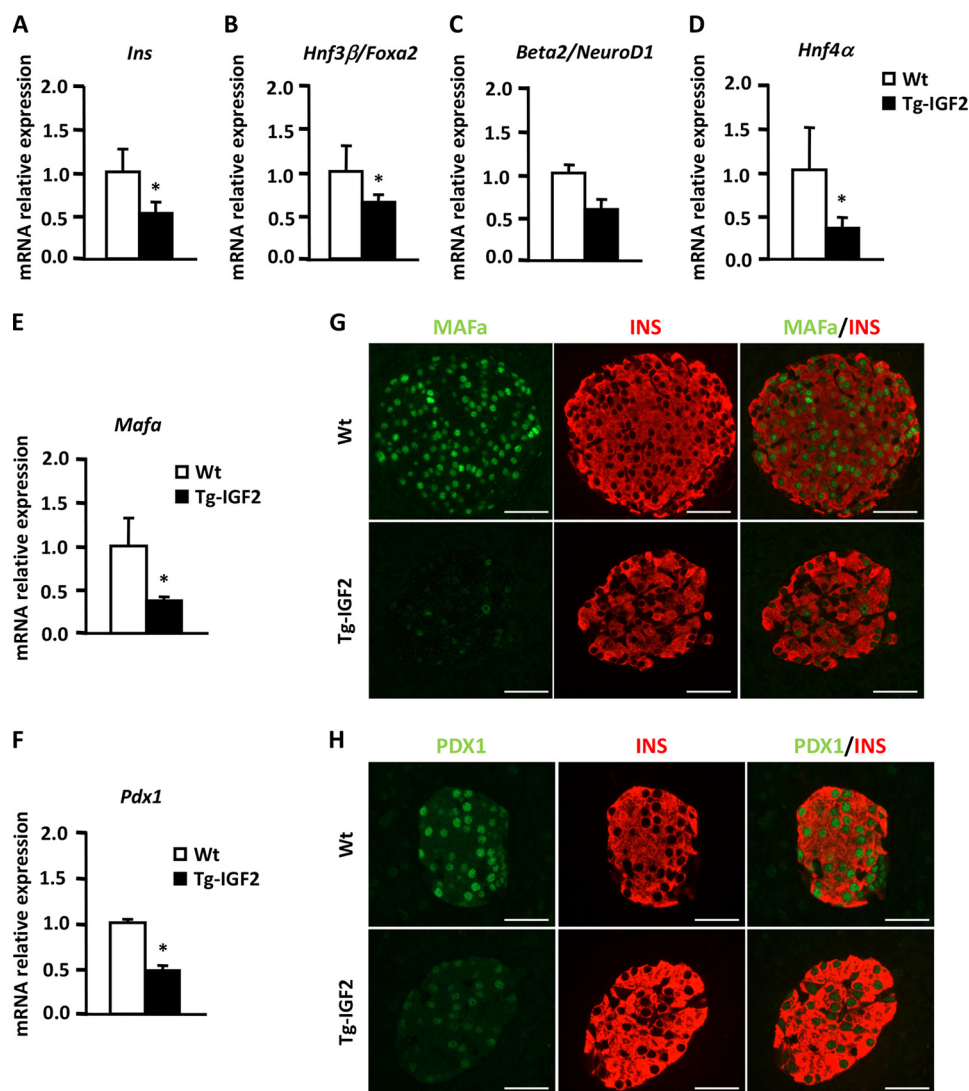 A
Ins
mRNA relative expression
2.0
1.5
1.0
0.5
0.0
*
B
Hnf3β/Foxa2
mRNA relative expression
2.0
1.5
1.0
0.5
0.0
*
C
Beta2/NeuroD1
mRNA relative expression
2.0
1.5
1.0
0.5
0.0
D
Hnf4α
mRNA relative expression
2.0
1.5
1.0
0.5
0.0
*
Wt
Tg-IGF2
E
Mafa
mRNA relative expression
2.0
1.5
1.0
0.5
0.0
*
Wt
Tg-IGF2
F
Pdx1
mRNA relative expression
2.0
1.5
1.0
0.5
0.0
*
Wt
Tg-IGF2
G
MAFa INS MAFa/INS
Wt
Tg-IGF2
H
PDX1 INS PDX1/INS
Wt
Tg-IGF2